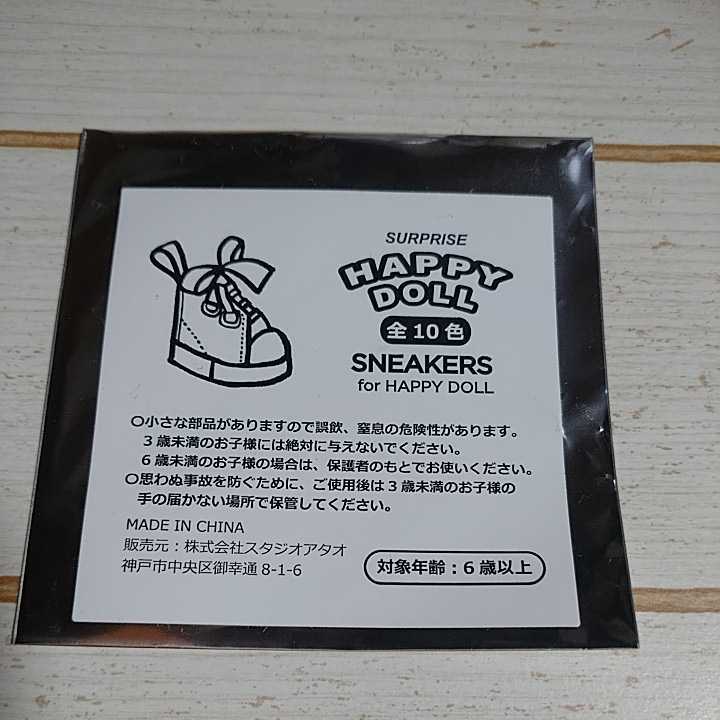 SURPRISE
HAPPY
DOLL
全10色
SNEAKERS
for HAPPY DOLL
○小さな部品がありますので誤飲、窒息の危険性があります。
3歳未満のお子様には絶対に与えないでください。
6歳未満のお子様の場合は、保護者のもとでお使いください。
○思わぬ事故を防ぐために、ご使用後は3歳未満のお子様の
手の届かない場所で保管してください。
MADE IN CHINA
販売元：株式会社スタジオアタオ
神戸市中央区御幸通 8-1-6
対象年齢：6歳以上